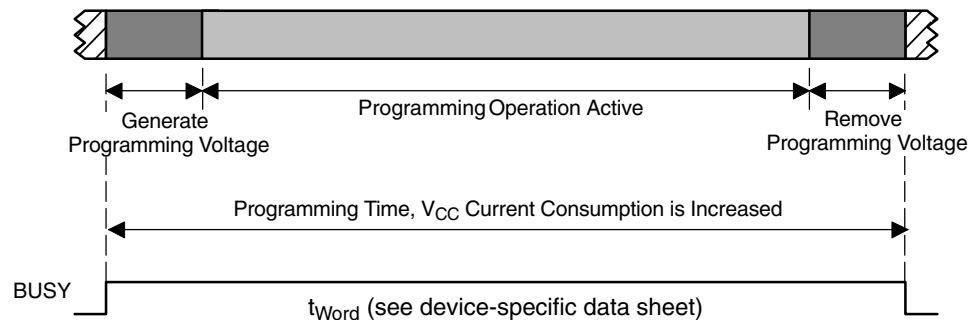 Generate
Programming Voltage
Programming Operation Active
Remove
Programming Voltage
Programming Time, VCC Current Consumption is Increased
BUSY
tWord (see device-specific data sheet)